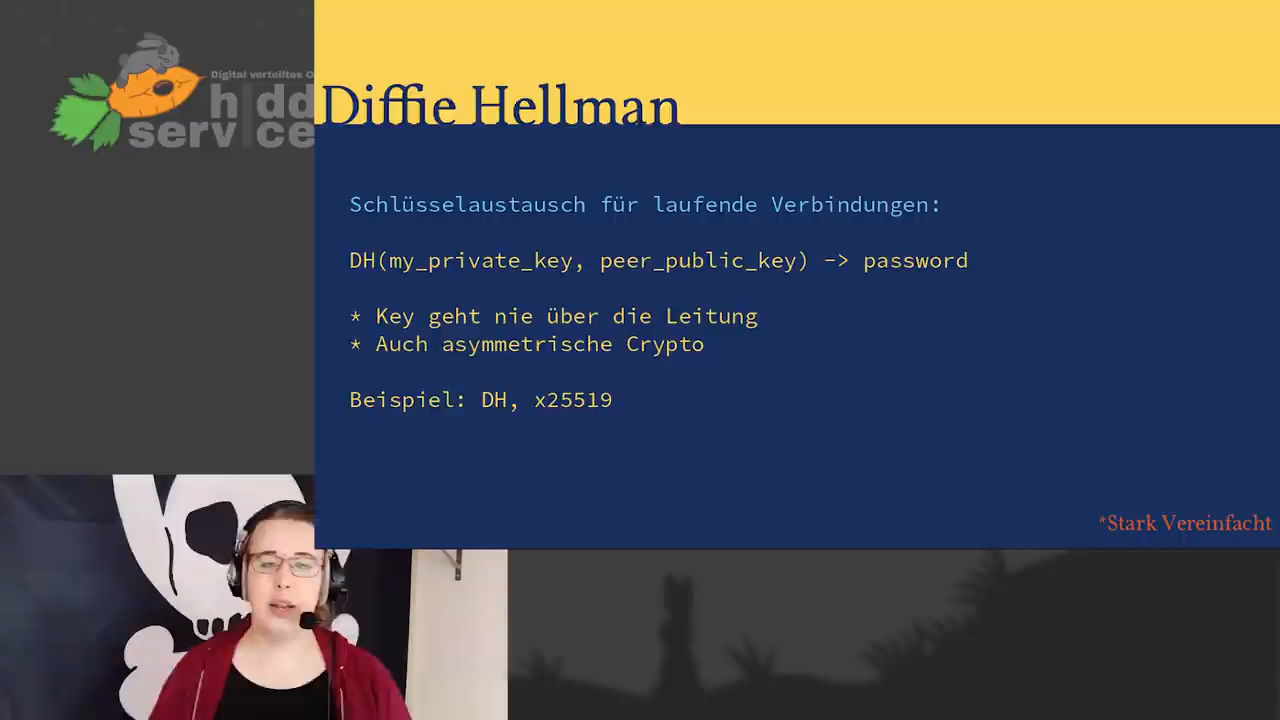 Digital verteiltes O
hidd
service
Diffie Hellman
Schlüsselaustausch für laufende Verbindungen:
DH(my_private_key, peer_public_key) -> password
* Key geht nie über die Leitung
* Auch asymmetrische Crypto
Beispiel: DH, x25519
*Stark Vereinfacht